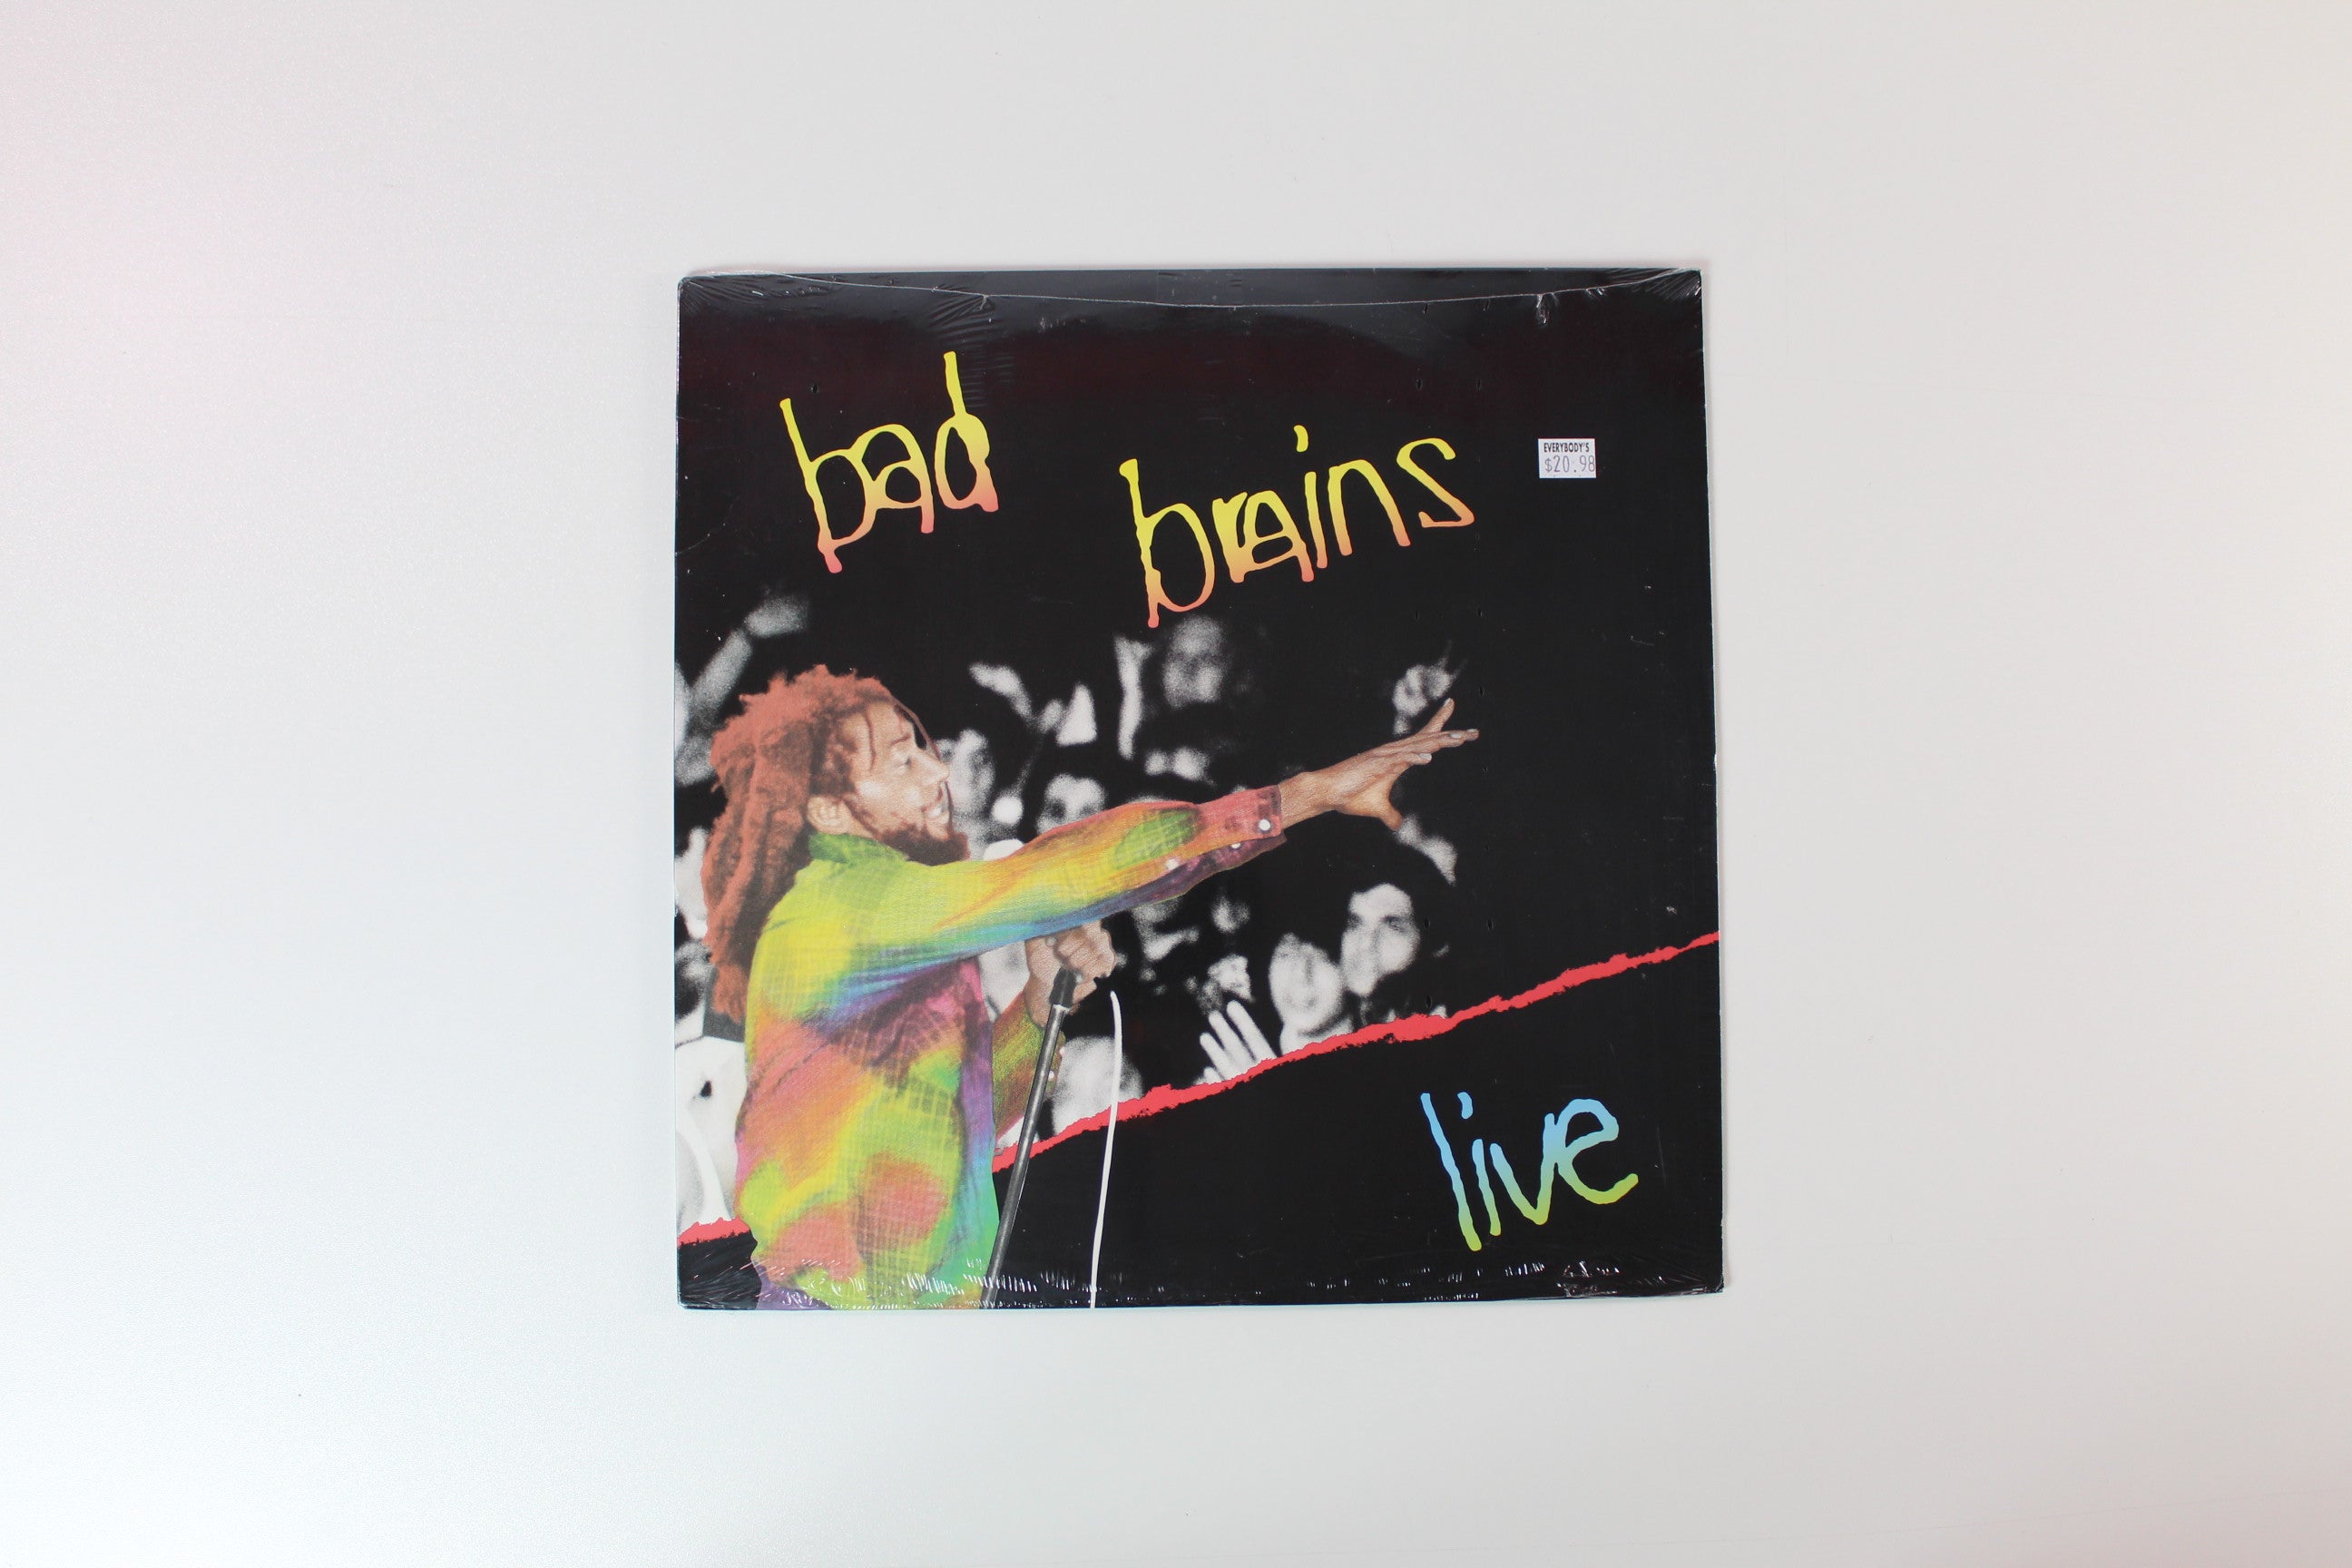 bad
brains
EVERYBODY'S
$20.98
live